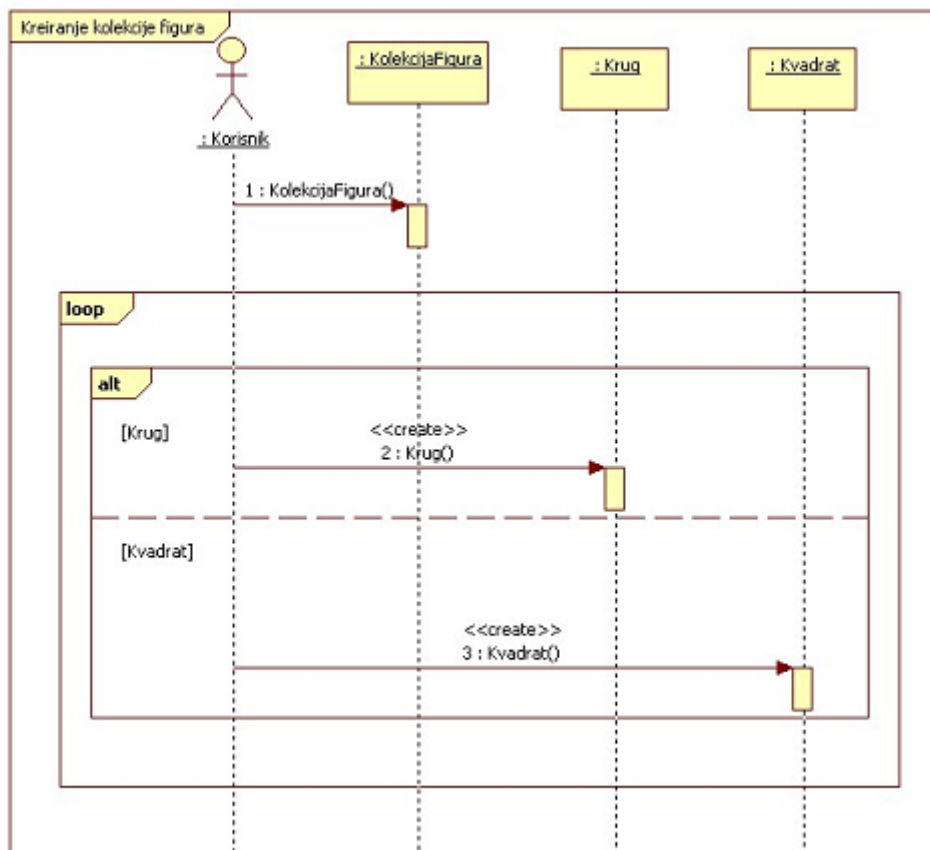 Kreiranje kolekcije figura
: KolekcijaFigura
: Krug
: Kvadrat
: Korisnik
1 : KolekcijaFigura()
loop
alt
[Krug]
<<create>>
2 : Krug()
[Kvadrat]
<<create>>
3 : Kvadrat()